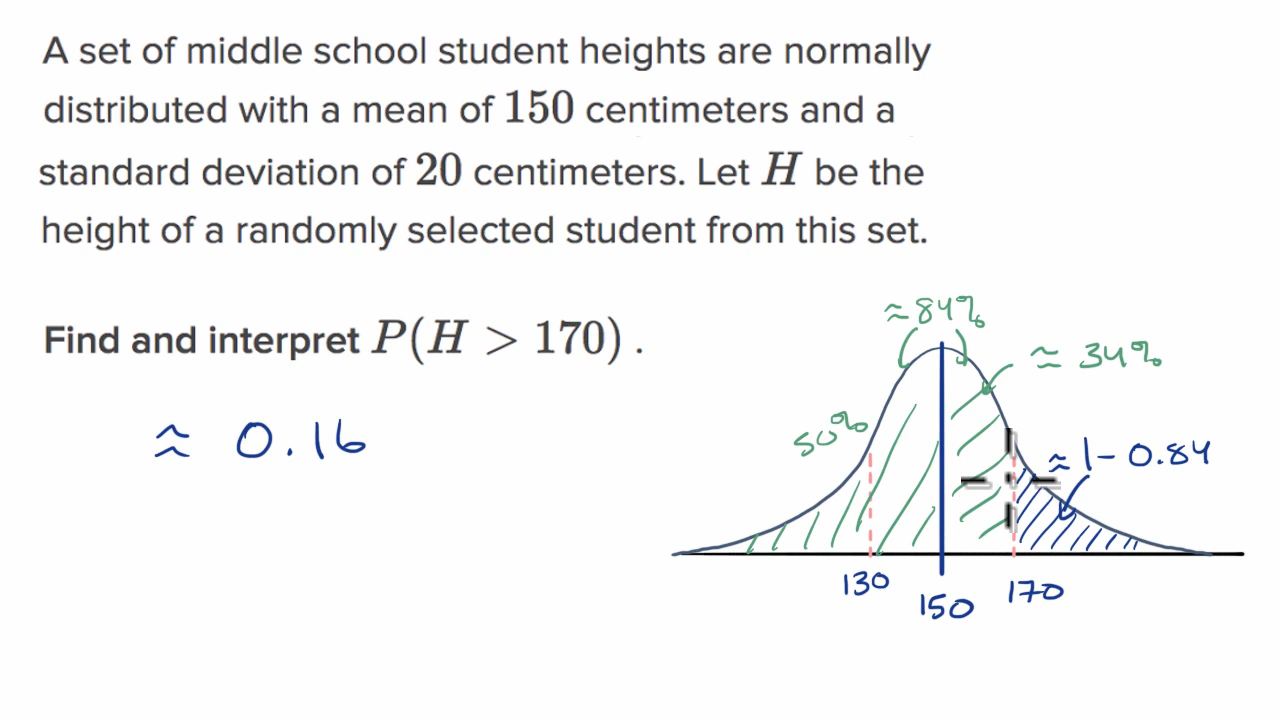 A set of middle school student heights are normally
distributed with a mean of 150 centimeters and a
standard deviation of 20 centimeters. Let H be the
height of a randomly selected student from this set.
Find and interpret P(H > 170) .
≈ 84%
≈ 34%
50%
≈ 0.16
≈ 1 - 0.84
130
150
170